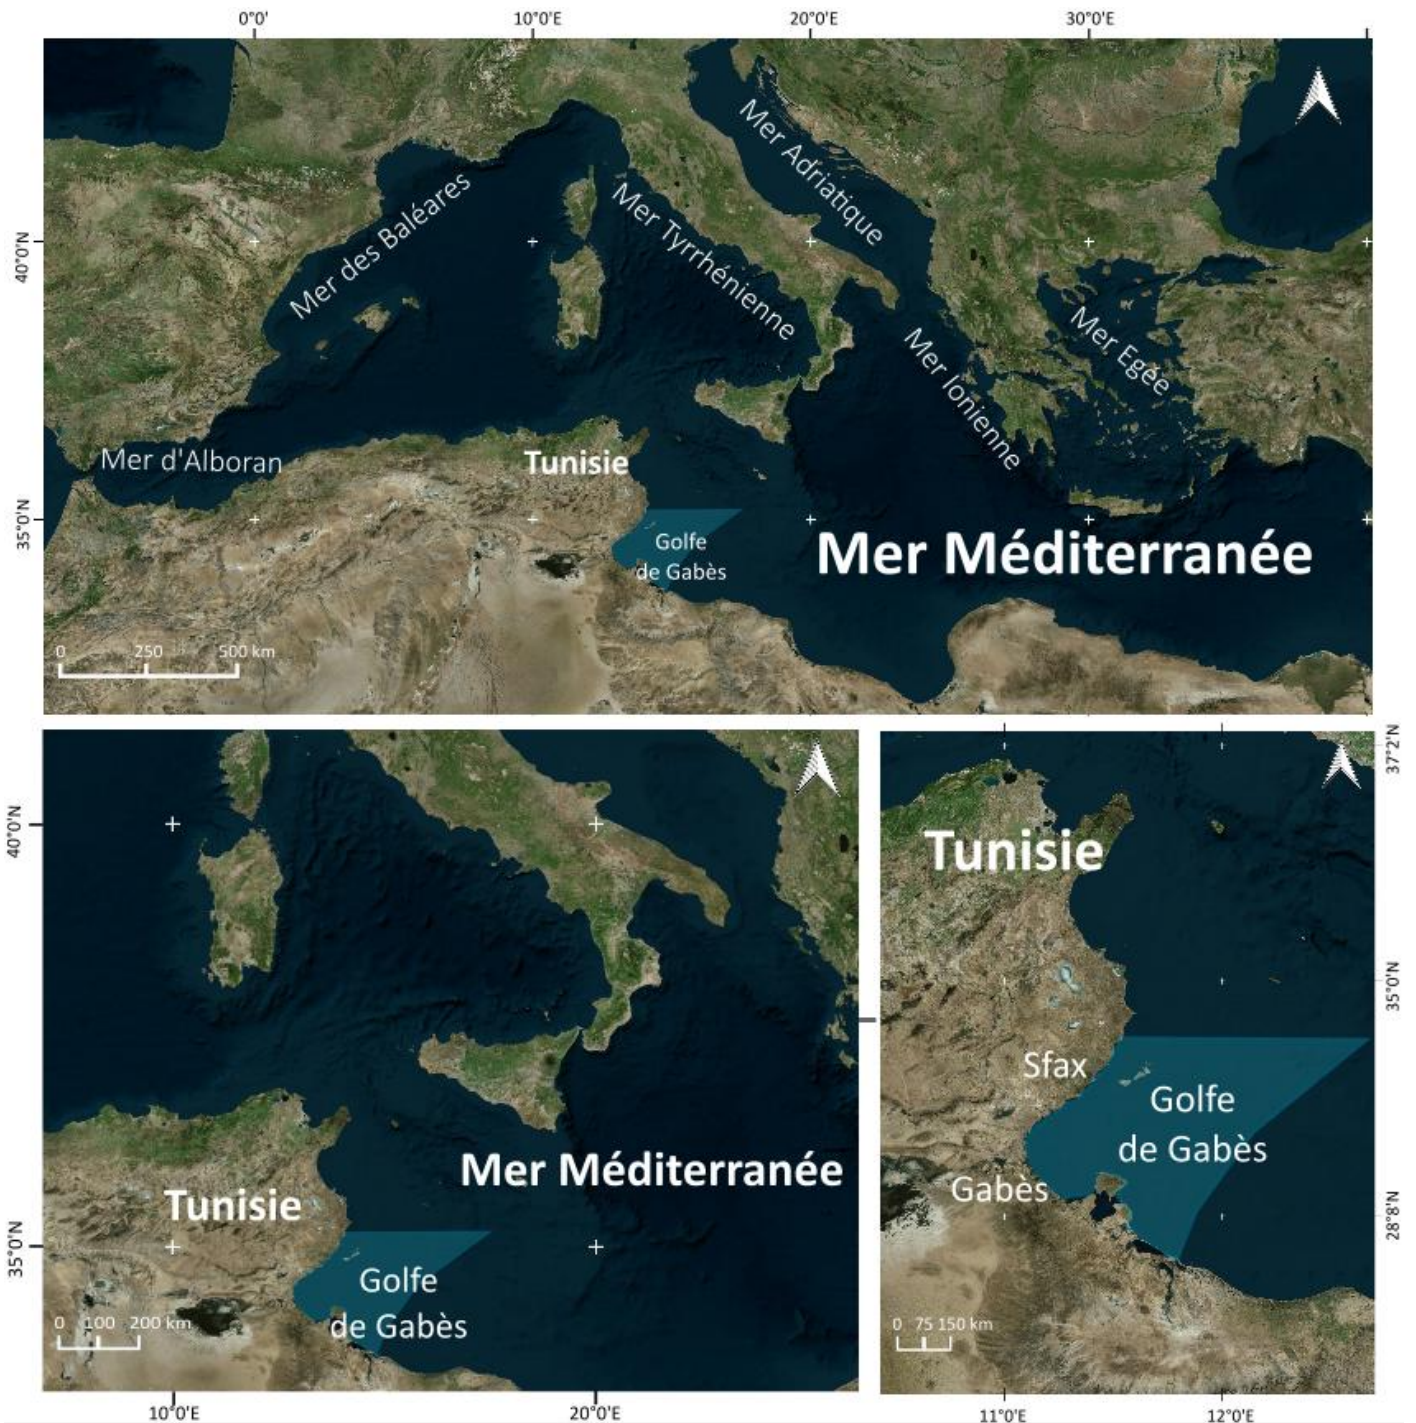 0°0' 10°0'E 20°0'E 30°0'E
Mer Adriatique
Mer des Baléares
Mer Tyrrhénienne
40°0'N
Mer Egée
Mer Ionienne
Mer d'Alboran
Tunisie
35°0'N
Golfe
de Gabès
Mer Méditerranée
0 250 500 km
40°0'N
Mer Méditerranée
Tunisie
35°0'N
Golfe
de Gabès
0 100 200 km
10°0'E 20°0'E
37°2'N
Tunisie
35°0'N
Sfax
Golfe
de Gabès
Gabès
28°8'N
0 75 150 km
11°0'E 12°0'E